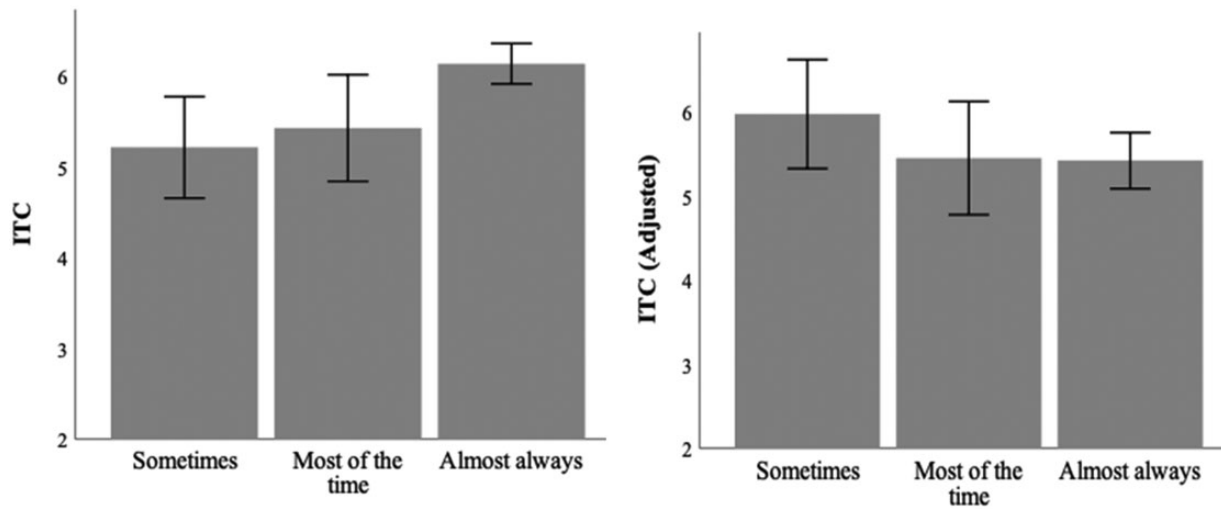 ITC
6
5
4
3
2
Sometimes
Most of the
time
Almost always
ITC (Adjusted)
6
5
4
3
2
Sometimes
Most of the
time
Almost always